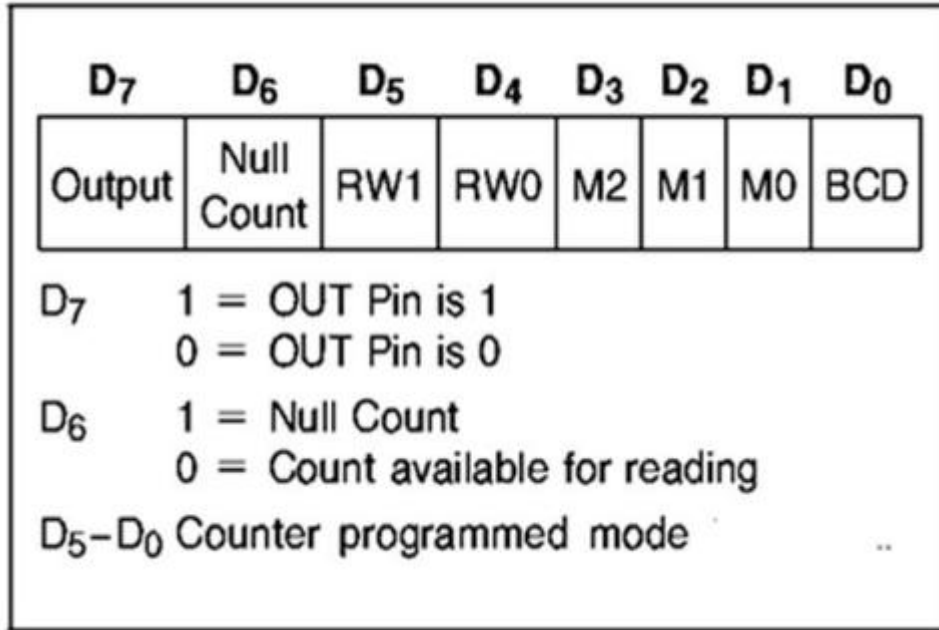 D7 D6 D5 D4 D3 D2 D1 D0
Output Null Count RW1 RW0 M2 M1 M0 BCD
D7 1 = OUT Pin is 1
0 = OUT Pin is 0
D6 1 = Null Count
0 = Count available for reading
D5–D0 Counter programmed mode